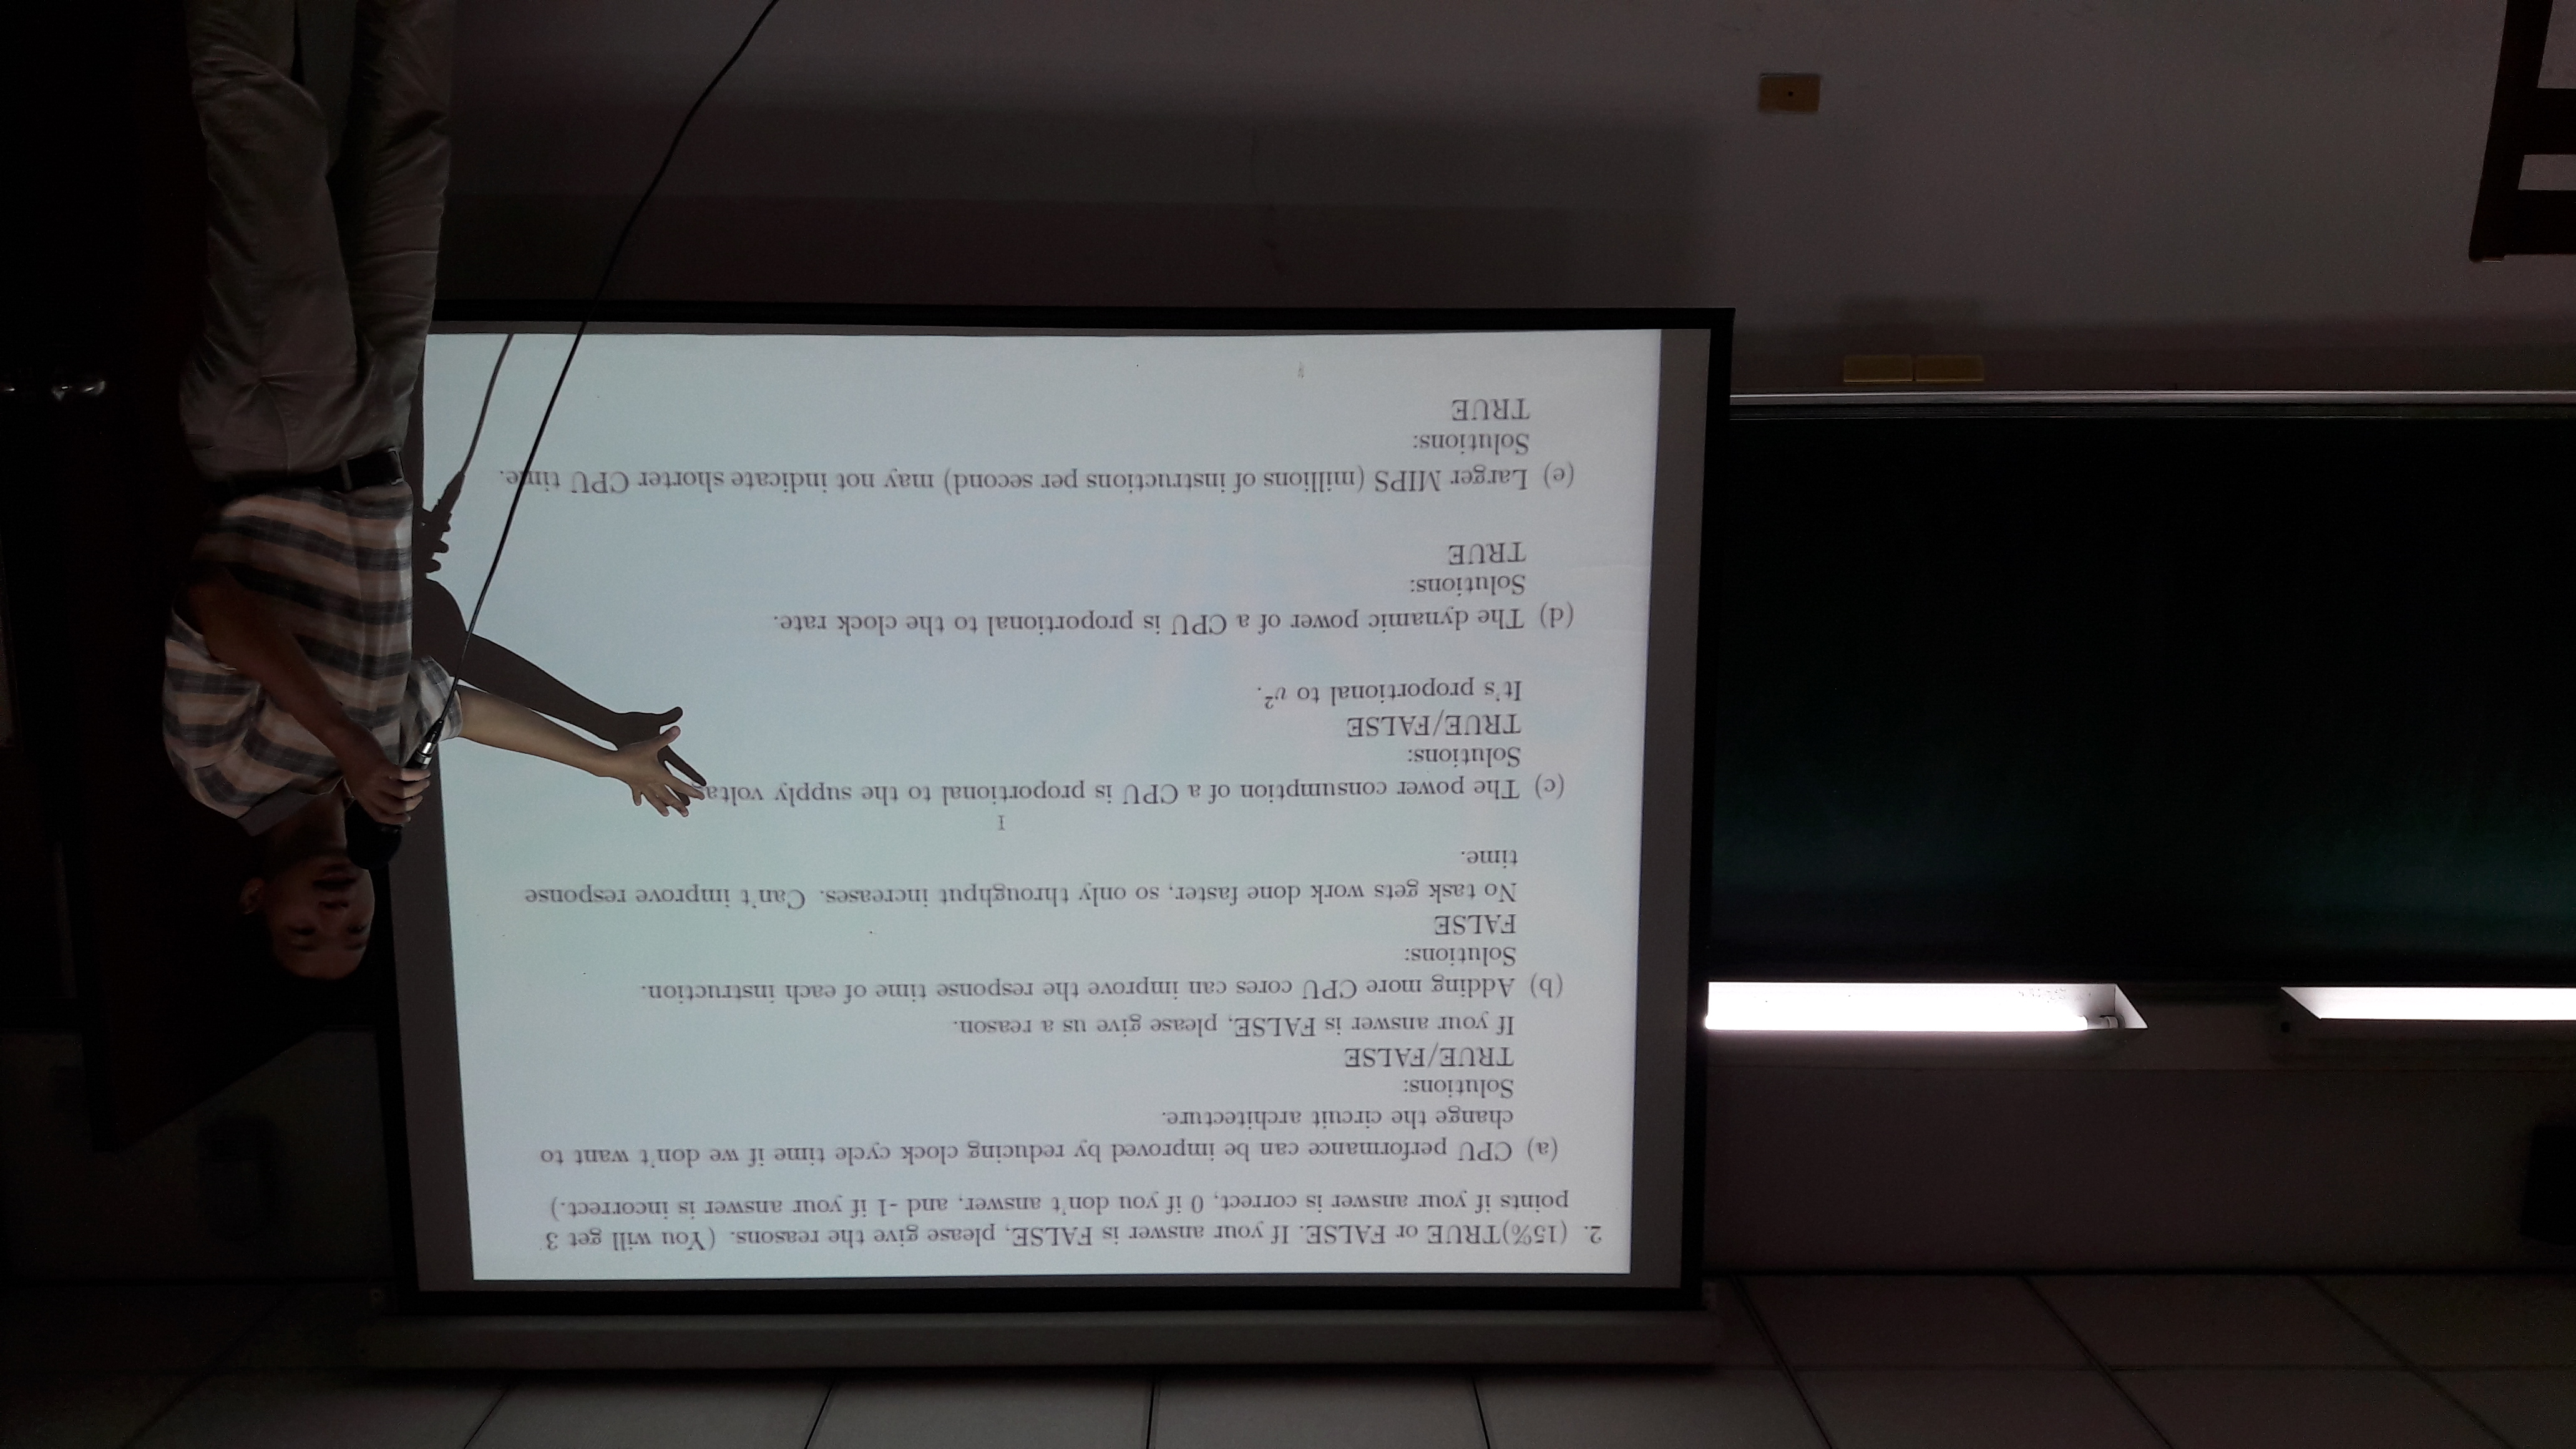 2. (15%)TRUE or FALSE. If your answer is FALSE, please give the reasons. (You will get 3
points if your answer is correct, 0 if you don't answer, and -1 if your answer is incorrect.)
(a) CPU performance can be improved by reducing clock cycle time if we don't want to
change the circuit architecture.
Solutions:
TRUE/FALSE
If your answer is FALSE, please give us a reason.
(b) Adding more CPU cores can improve the response time of each instruction.
Solutions:
FALSE
No task gets work done faster, so only throughput increases. Can't improve response
time.
(c) The power consumption of a CPU is proportional to the supply
Solutions:
TRUE/FALSE
It's proportional to v².
(d) The dynamic power of a CPU is proportional to the clock rate.
Solutions:
TRUE
(e) Larger MIPS (millions of instructions per second) may not indicate shorter CPU time.
Solutions:
TRUE